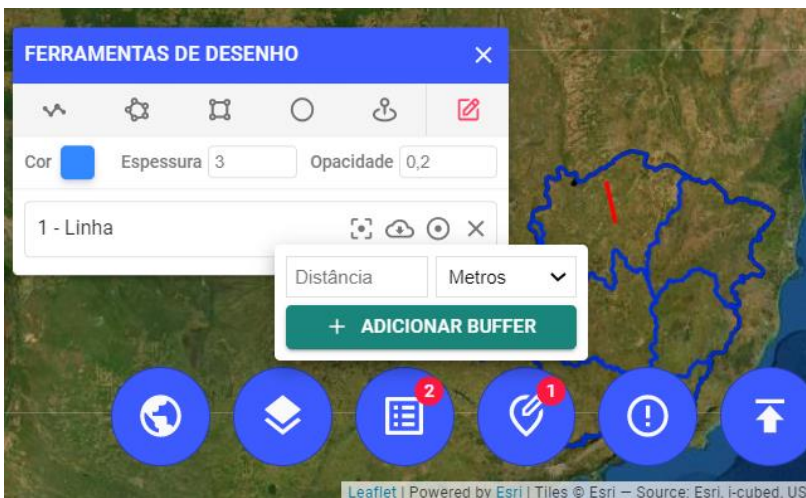 FERRAMENTAS DE DESENHO
Cor Espessura 3 Opacidade 0,2
1 - Linha
Distância Metros
+ ADICIONAR BUFFER
2 1
Leaflet | Powered by Esri | Tiles © Esri — Source: Esri, i-cubed, US